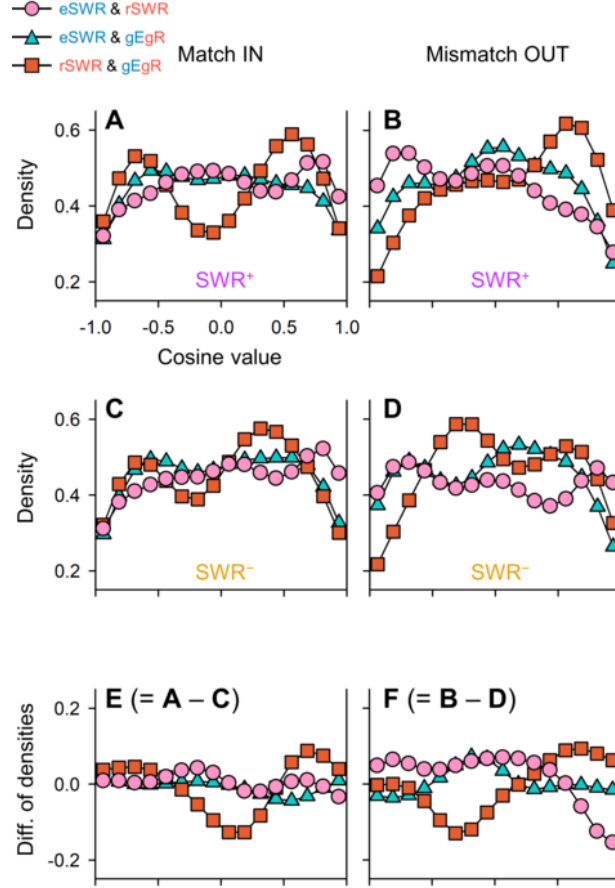 eSWR & rSWR
eSWR & gEgR
rSWR & gEgR
Match IN
Mismatch OUT
A
B
Density
0.6
0.4
0.2
SWR+
SWR+
-1.0 -0.5 0.0 0.5 1.0
Cosine value
C
D
Density
0.6
0.4
0.2
SWR−
SWR−
E (= A – C)
F (= B – D)
Diff. of densities
0.2
0.0
-0.2